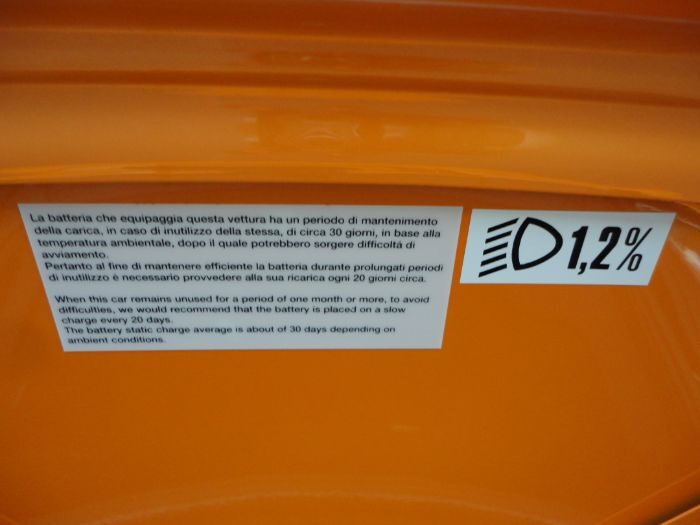 La batteria che equipaggia questa vettura ha un periodo di mantenimento
della carica, in caso di inutilizzo della stessa, di circa 30 giorni, in base alla
temperatura ambientale, dopo il quale potrebbero sorgere difficoltà di
avviamento.
Pertanto al fine di mantenere efficiente la batteria durante prolungati periodi
di inutilizzo è necessario provvedere alla sua ricarica ogni 20 giorni circa.
When this car remains unused for a period of one month or more, to avoid
difficulties, we would recommend that the battery is placed on a slow
charge every 20 days.
The battery static charge average is about of 30 days depending on
ambient conditions.
1,2%